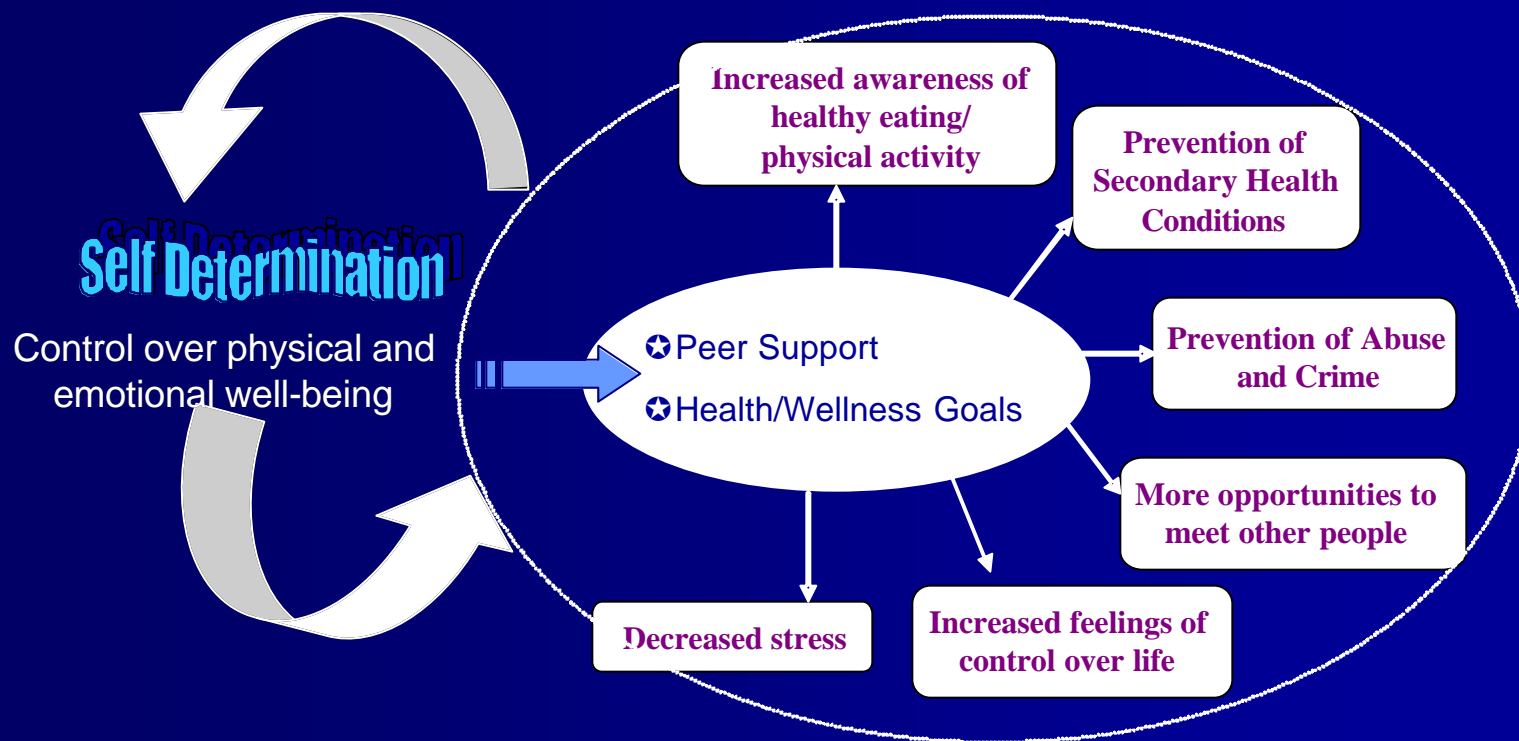 Self Determination
Control over physical and
emotional well-being
✪Peer Support
✪Health/Wellness Goals
Increased awareness of
healthy eating/
physical activity
Prevention of
Secondary Health
Conditions
Prevention of Abuse
and Crime
More opportunities to
meet other people
Increased feelings of
control over life
Decreased stress